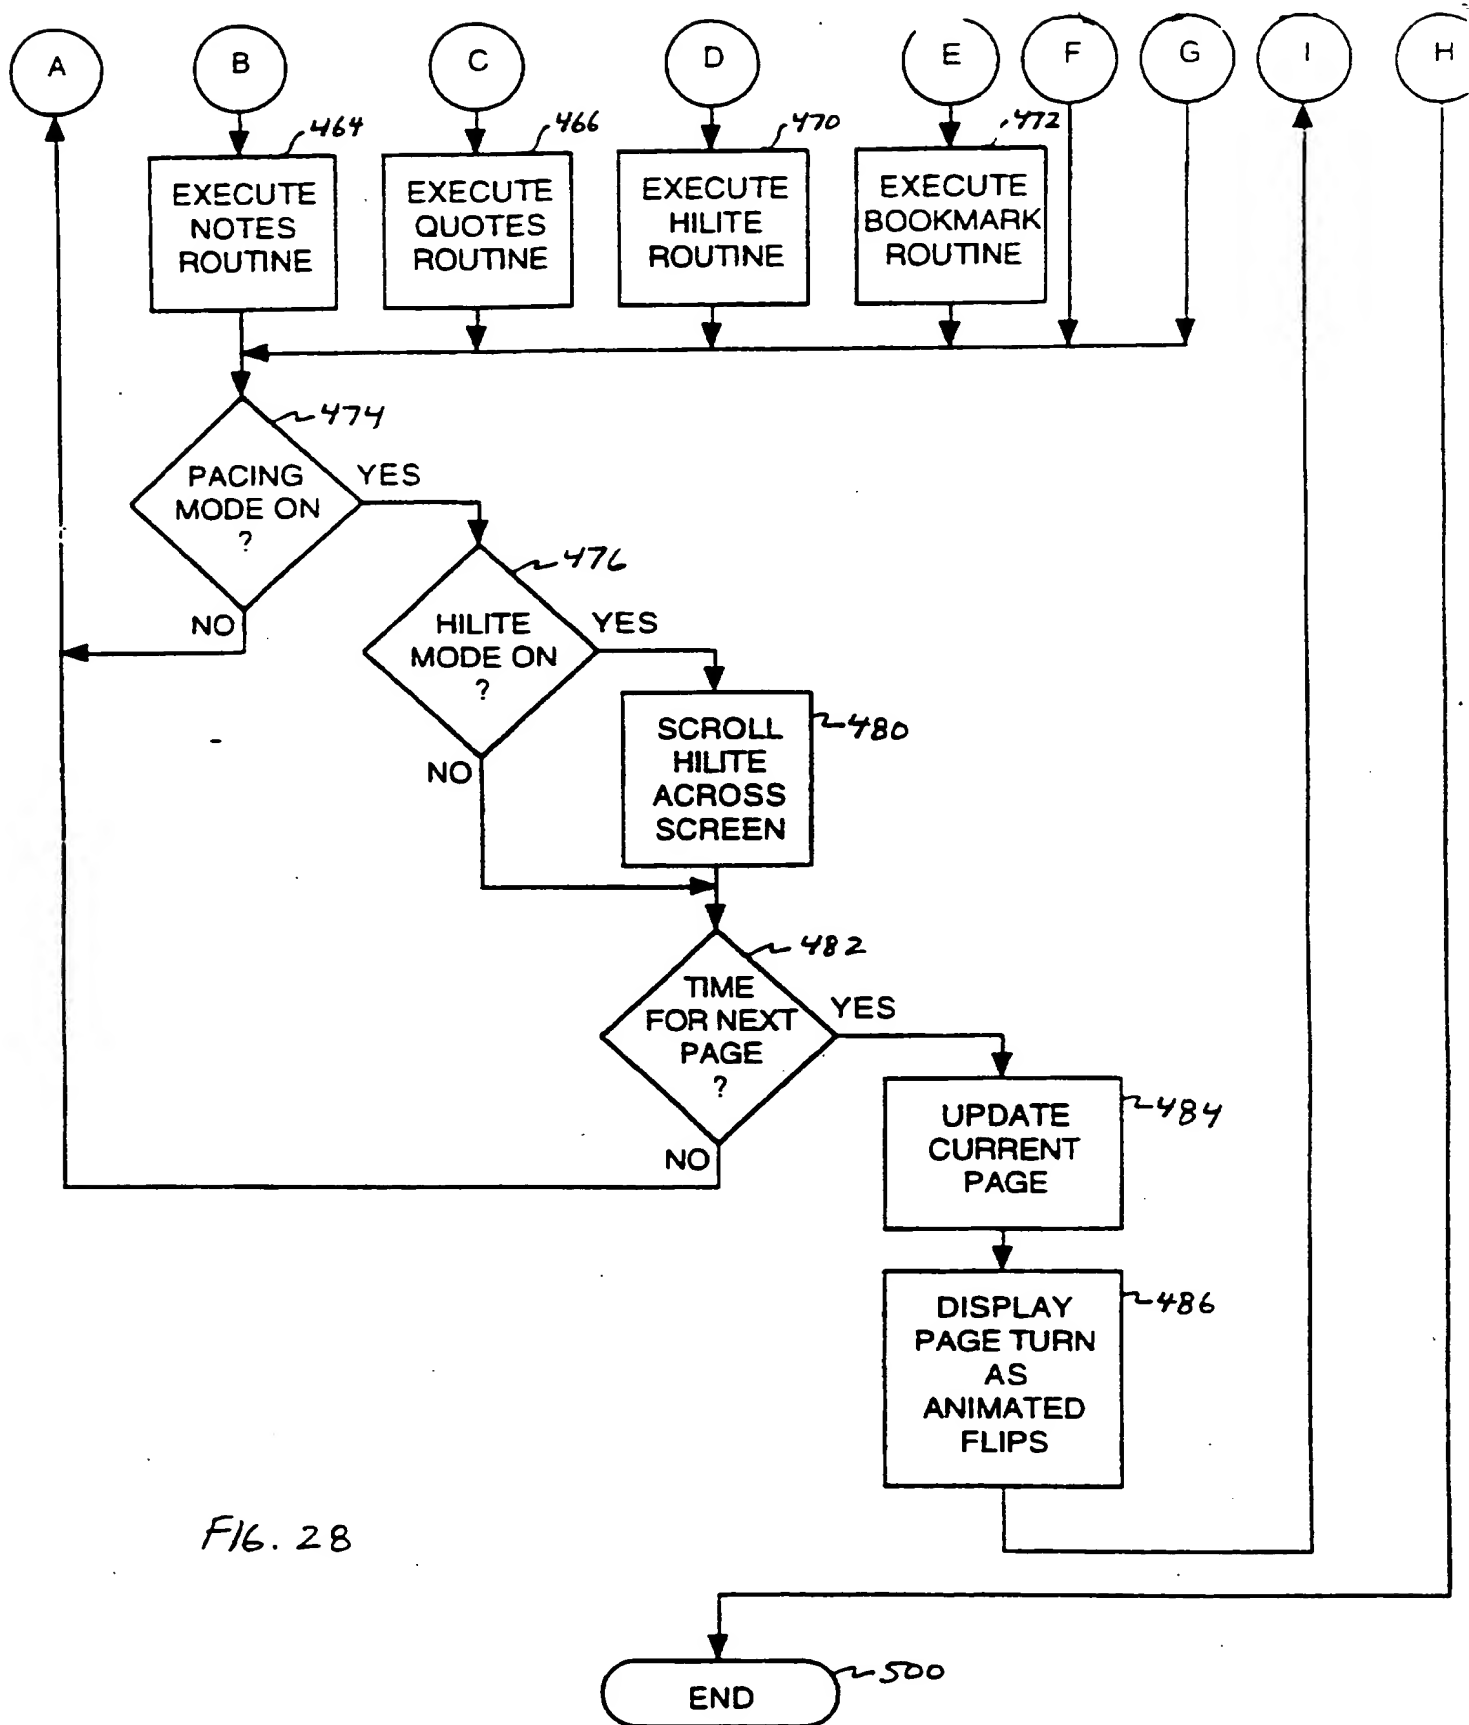 A
B
C
D
E
F
G
I
H
464
466
470
472
EXECUTE
NOTES
ROUTINE
EXECUTE
QUOTES
ROUTINE
EXECUTE
HILITE
ROUTINE
EXECUTE
BOOKMARK
ROUTINE
474
PACING
MODE ON
?
YES
NO
476
HILITE
MODE ON
?
YES
NO
480
SCROLL
HILITE
ACROSS
SCREEN
482
TIME
FOR NEXT
PAGE
?
YES
NO
484
UPDATE
CURRENT
PAGE
486
DISPLAY
PAGE TURN
AS
ANIMATED
FLIPS
FIG. 28
500
END